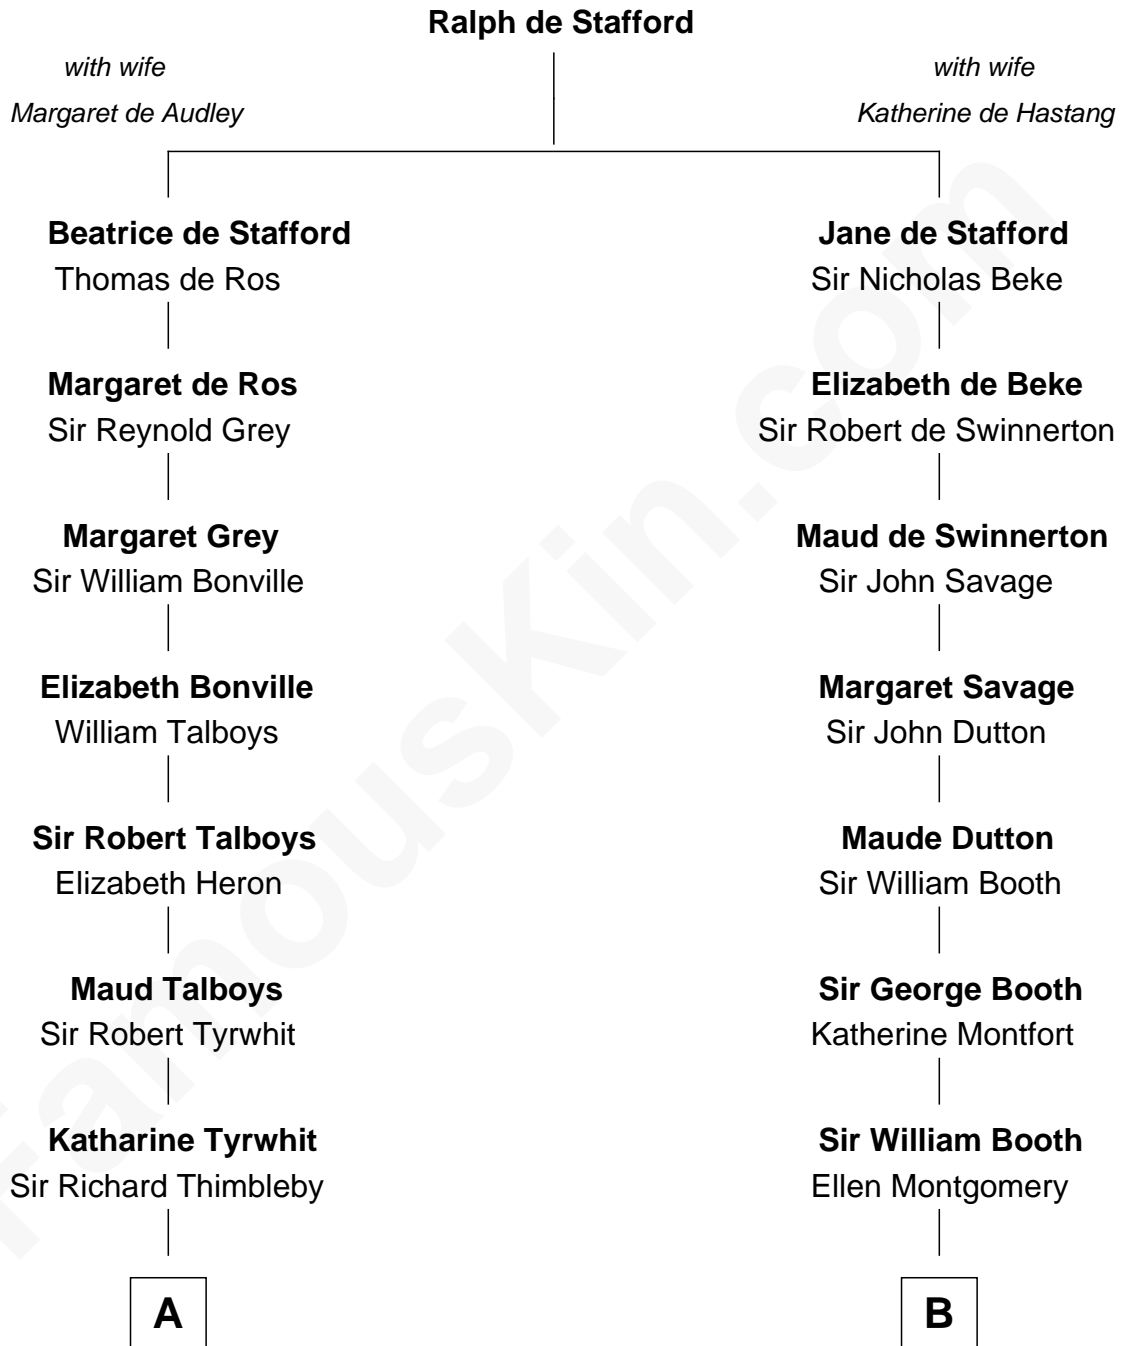 Ralph de Stafford
with wife
Margaret de Audley
with wife
Katherine de Hastang
Beatrice de Stafford
Thomas de Ros
Jane de Stafford
Sir Nicholas Beke
Margaret de Ros
Sir Reynold Grey
Elizabeth de Beke
Sir Robert de Swinnerton
Margaret Grey
Sir William Bonville
Maud de Swinnerton
Sir John Savage
Elizabeth Bonville
William Talboys
Margaret Savage
Sir John Dutton
Sir Robert Talboys
Elizabeth Heron
Maude Dutton
Sir William Booth
Maud Talboys
Sir Robert Tyrwhit
Sir George Booth
Katherine Montfort
Katharine Tyrwhit
Sir Richard Thimbleby
Sir William Booth
Ellen Montgomery
A
B
FamousKin.com